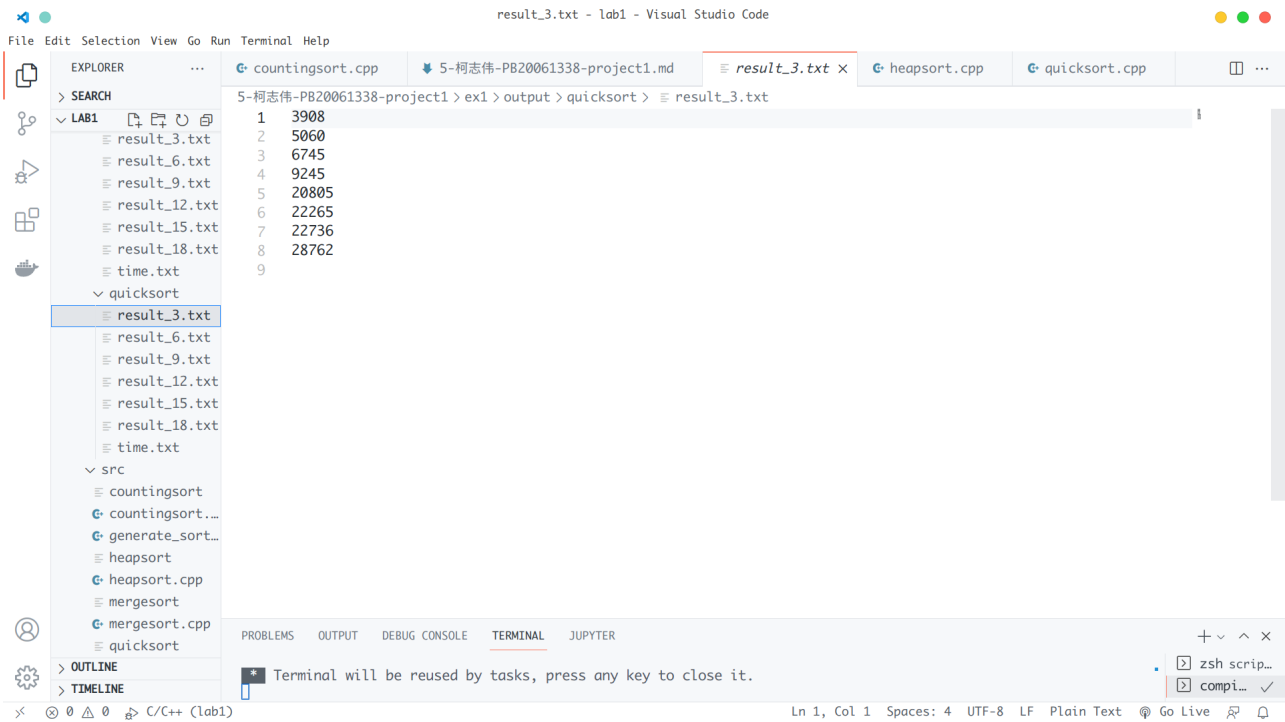 result_3.txt - lab1 - Visual Studio Code
File Edit Selection View Go Run Terminal Help
EXPLORER
SEARCH
LAB1
result_3.txt
result_6.txt
result_9.txt
result_12.txt
result_15.txt
result_18.txt
time.txt
quicksort
result_3.txt
result_6.txt
result_9.txt
result_12.txt
result_15.txt
result_18.txt
time.txt
src
countingsort
countingsort.…
generate_sort…
heapsort
heapsort.cpp
mergesort
mergesort.cpp
quicksort
OUTLINE
TIMELINE
countingsort.cpp 5-柯志伟-PB20061338-project1.md result_3.txt heapsort.cpp quicksort.cpp
5-柯志伟-PB20061338-project1 > ex1 > output > quicksort > result_3.txt
1 3908
2 5060
3 6745
4 9245
5 20805
6 22265
7 22736
8 28762
9
PROBLEMS OUTPUT DEBUG CONSOLE TERMINAL JUPYTER
* Terminal will be reused by tasks, press any key to close it.
zsh scrip…
compi…
0 0 C/C++ (lab1) Ln 1, Col 1 Spaces: 4 UTF-8 LF Plain Text Go Live